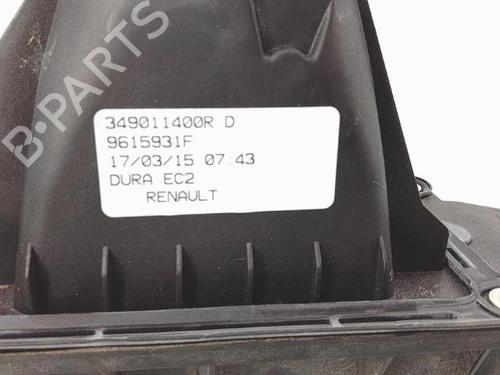 349011400R D
9615931F
17/03/15 07:43
DURA EC2
RENAULT
B-PARTS